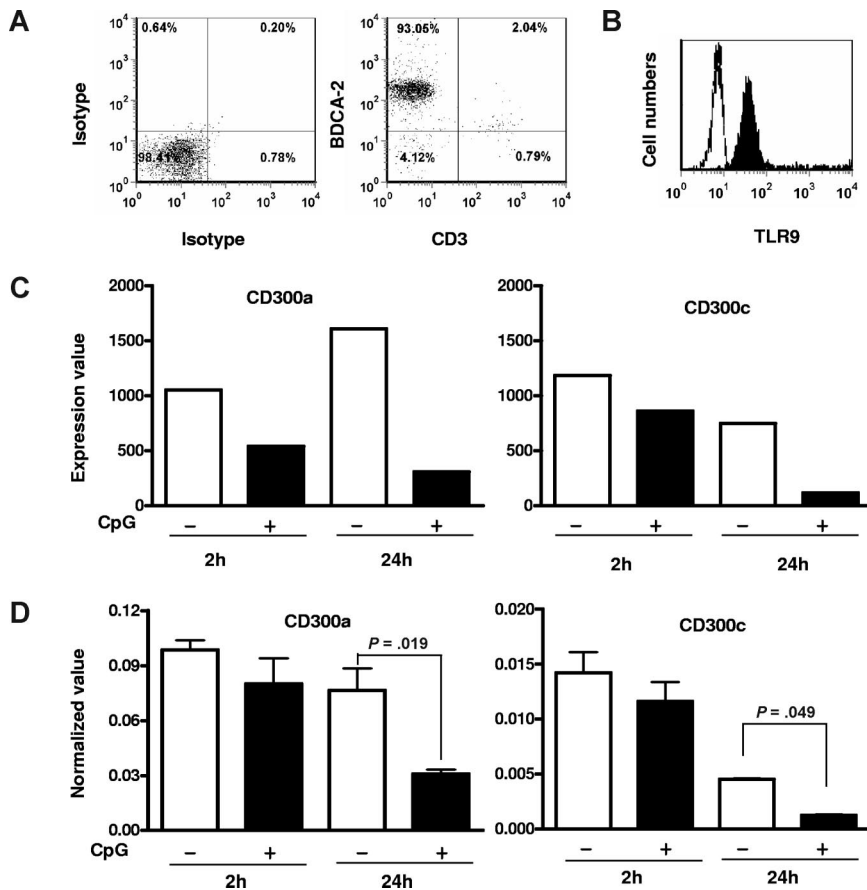 A
0.64% 0.20%
98.41% 0.78%
10⁴
10³
10²
10¹
10⁰
10⁰ 10¹ 10² 10³ 10⁴
Isotype
Isotype
93.05% 2.04%
4.12% 0.79%
10⁴
10³
10²
10¹
10⁰
10⁰ 10¹ 10² 10³ 10⁴
BDCA-2
CD3
B
Cell numbers
10⁰ 10¹ 10² 10³ 10⁴
TLR9
C
CD300a
Expression value
2000
1500
1000
500
0
CpG − + − +
2h 24h
CD300c
2000
1500
1000
500
0
− + − +
2h 24h
D
CD300a
Normalized value
0.12
0.09
0.06
0.03
0.00
P = .019
CpG − + − +
2h 24h
CD300c
0.020
0.015
0.010
0.005
0.000
P = .049
− + − +
2h 24h